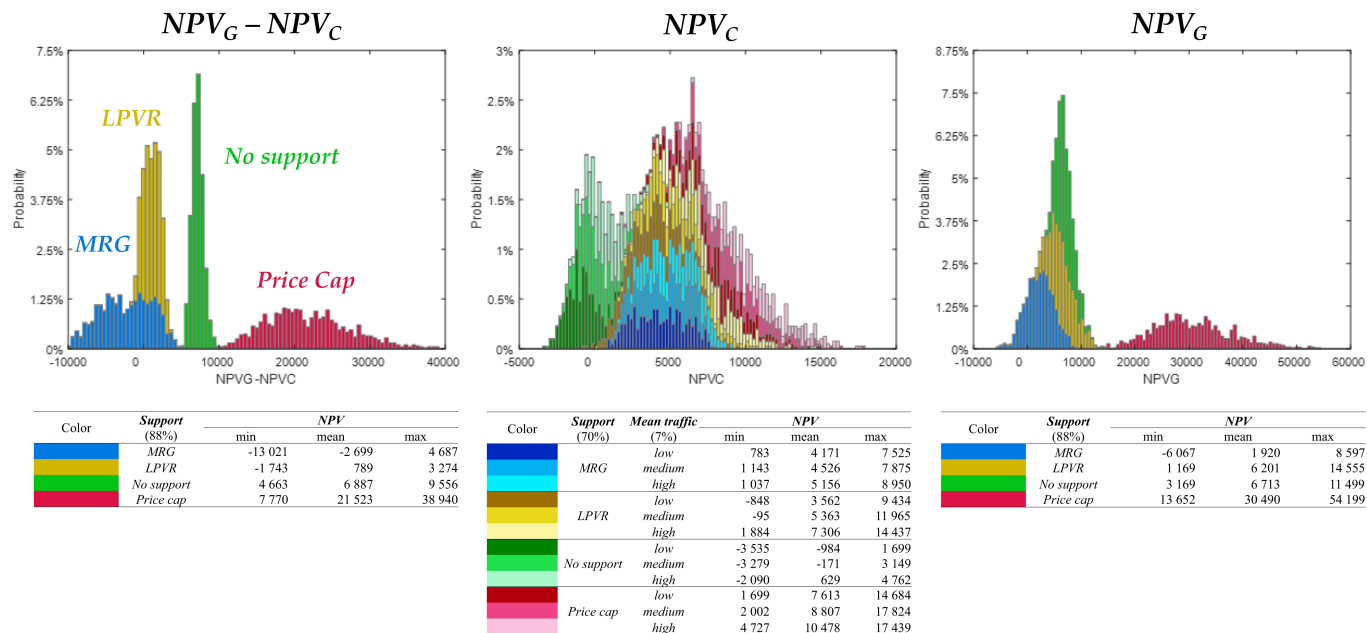 NPVG – NPVC
7.5%
6.25%
5%
3.75%
2.5%
1.25%
0%
Probability
LPVR
No support
MRG
Price Cap
-10000 0 10000 20000 30000 40000
NPVG-NPVC
Color Support (88%) NPV
min mean max
MRG -13 021 -2 699 4 687
LPVR -1 743 789 3 274
No support 4 663 6 887 9 556
Price cap 7 770 21 523 38 940
NPVC
3%
2.5%
2%
1.5%
1%
0.5%
0%
Probability
-5000 0 5000 10000 15000 20000
NPVC
Color Support (70%) Mean traffic (7%) NPV
min mean max
MRG
low 783 4 171 7 525
medium 1 143 4 526 7 875
high 1 037 5 156 8 950
LPVR
low -848 3 562 9 434
medium -95 5 363 11 965
high 1 884 7 306 14 437
No support
low -3 535 -984 1 699
medium -3 279 -171 3 149
high -2 090 629 4 762
Price cap
low 1 699 7 613 14 684
medium 2 002 8 807 17 824
high 4 727 10 478 17 439
NPVG
8.75%
7.5%
6.25%
5%
3.75%
2.5%
1.25%
0%
Probability
-10000 0 10000 20000 30000 40000 50000 60000
NPVG
Color Support (88%) NPV
min mean max
MRG -6 067 1 920 8 597
LPVR 1 169 6 201 14 555
No support 3 169 6 713 11 499
Price cap 13 652 30 490 54 199